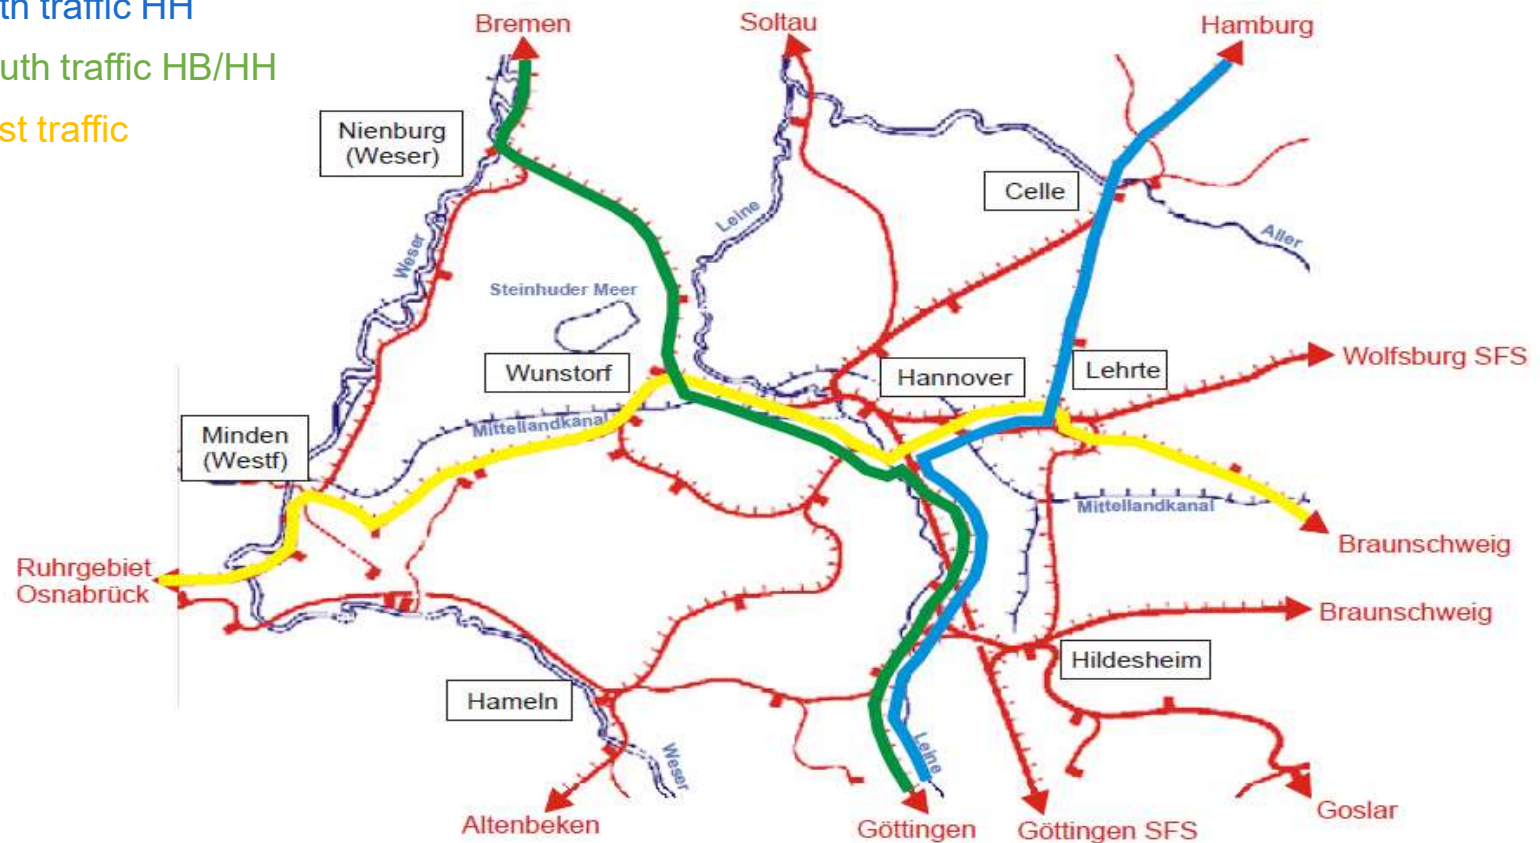 th traffic HH
uth traffic HB/HH
st traffic
Bremen
Soltau
Hamburg
Nienburg
(Weser)
Celle
Leine
Weser
Aller
Steinhuder Meer
Wunstorf
Hannover
Lehrte
Wolfsburg SFS
Mittellandkanal
Minden
(Westf)
Mittellandkanal
Braunschweig
Ruhrgebiet
Osnabrück
Braunschweig
Hildesheim
Hameln
Weser
Leine
Goslar
Altenbeken
Göttingen
Göttingen SFS